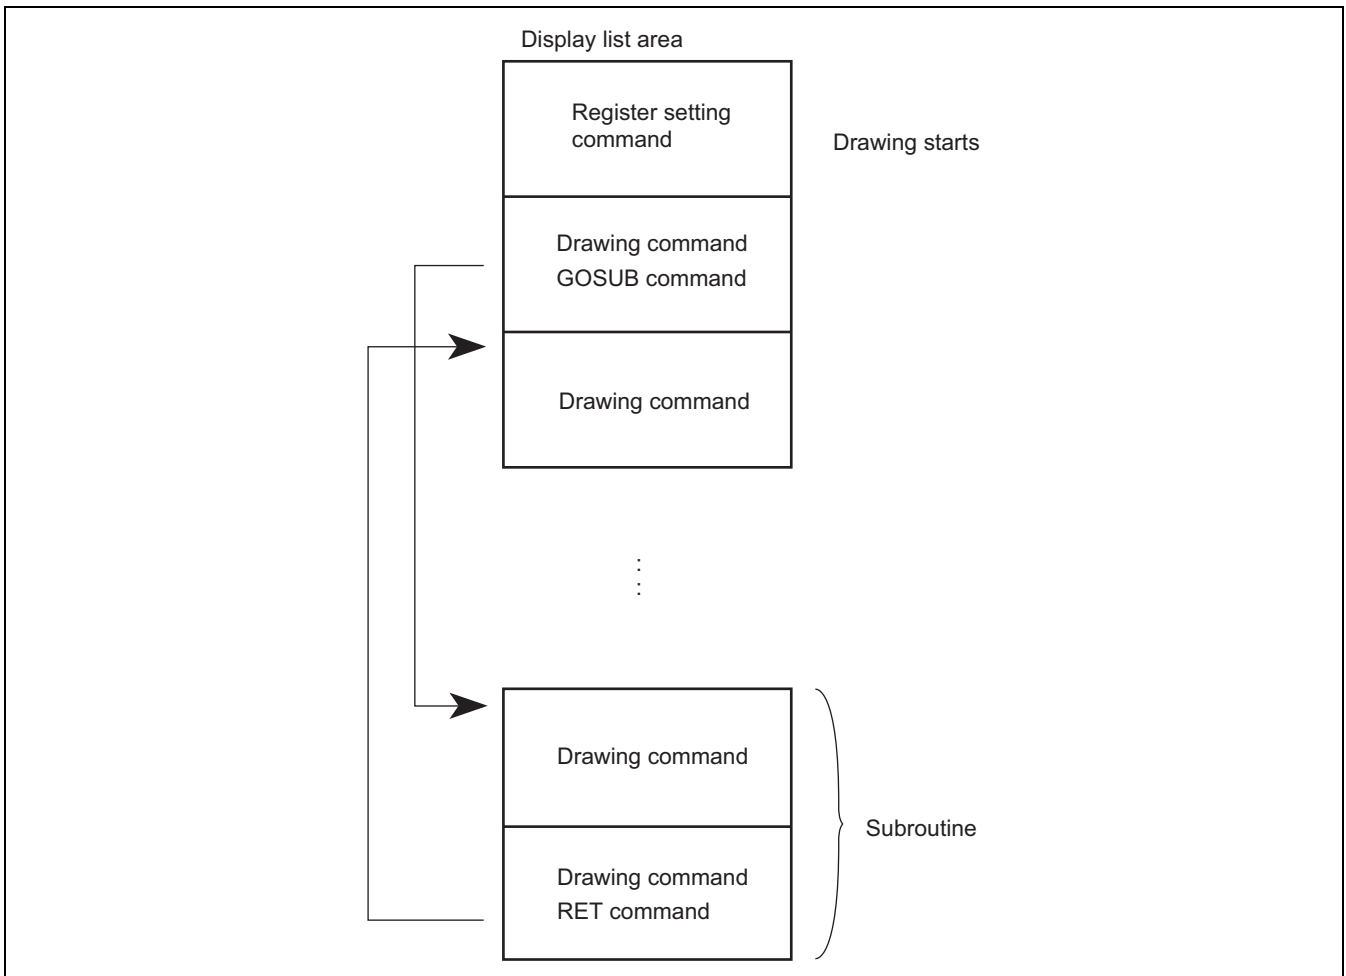 Display list area
Register setting
command
Drawing starts
Drawing command
GOSUB command
Drawing command
Drawing command
Subroutine
Drawing command
RET command